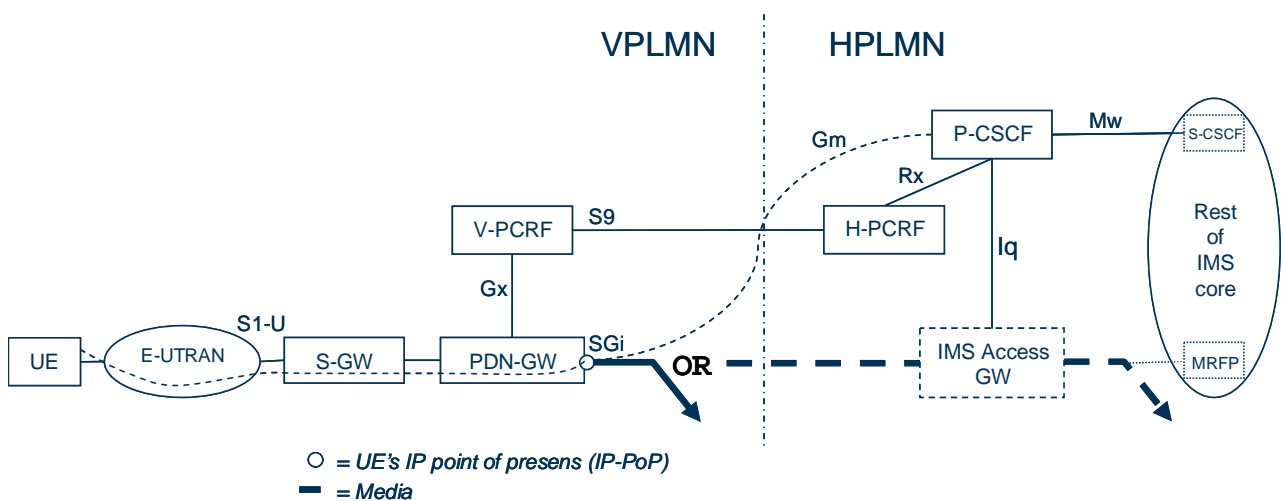 VPLMN
HPLMN
P-CSCF
Mw
S-CSCF
Gm
Rx
V-PCRF
S9
H-PCRF
Rest
of
IMS
core
Iq
Gx
S1-U
SGi
UE
E-UTRAN
S-GW
PDN-GW
OR
IMS Access
GW
MRFP
= UE's IP point of presens (IP-PoP)
= Media